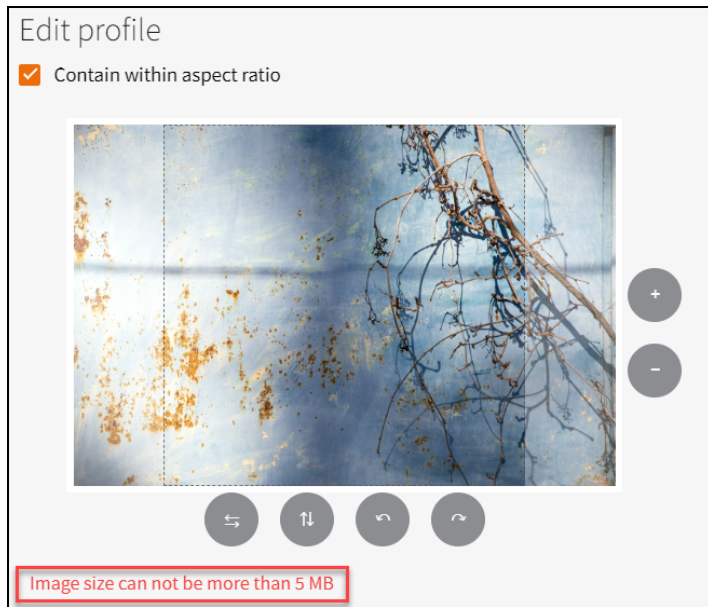 Edit profile
Contain within aspect ratio
+
−
Image size can not be more than 5 MB